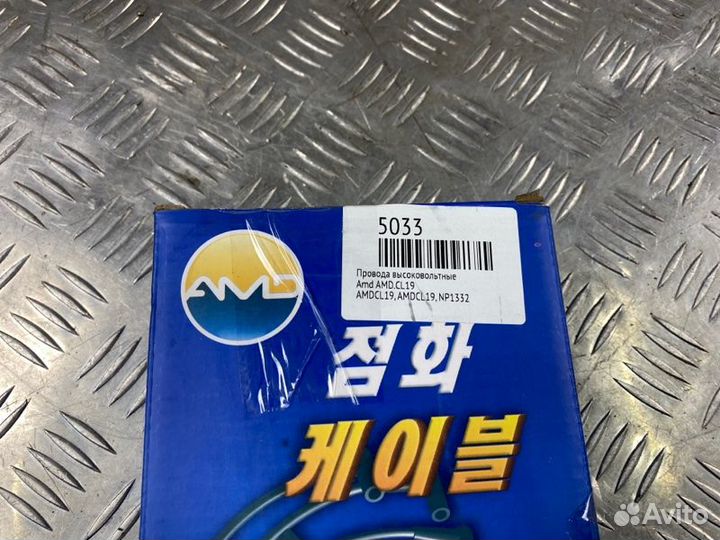 5033
Провода высоковольтные
Amd AMD.CL19
AMDCL19, AMDCL19, NP1332
AMD
점화
케이블
Avito